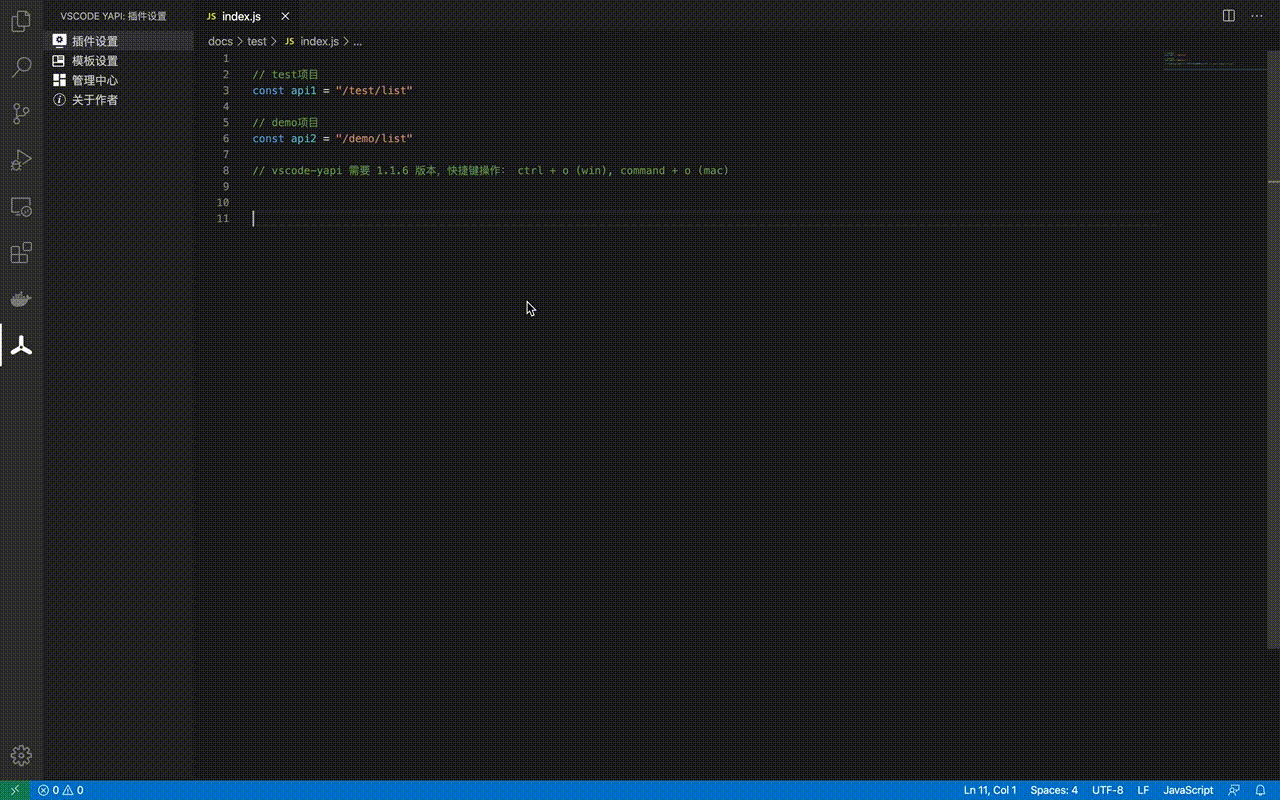 VSCODE YAPI: 插件设置
插件设置
模板设置
管理中心
关于作者
JS index.js
docs > test > JS index.js > ...
1
2 // test项目
3 const api1 = "/test/list"
4
5 // demo项目
6 const api2 = "/demo/list"
7
8 // vscode-yapi 需要 1.1.6 版本，快捷键操作： ctrl + o (win), command + o (mac)
9
10
11
0 0
Ln 11, Col 1 Spaces: 4 UTF-8 LF JavaScript